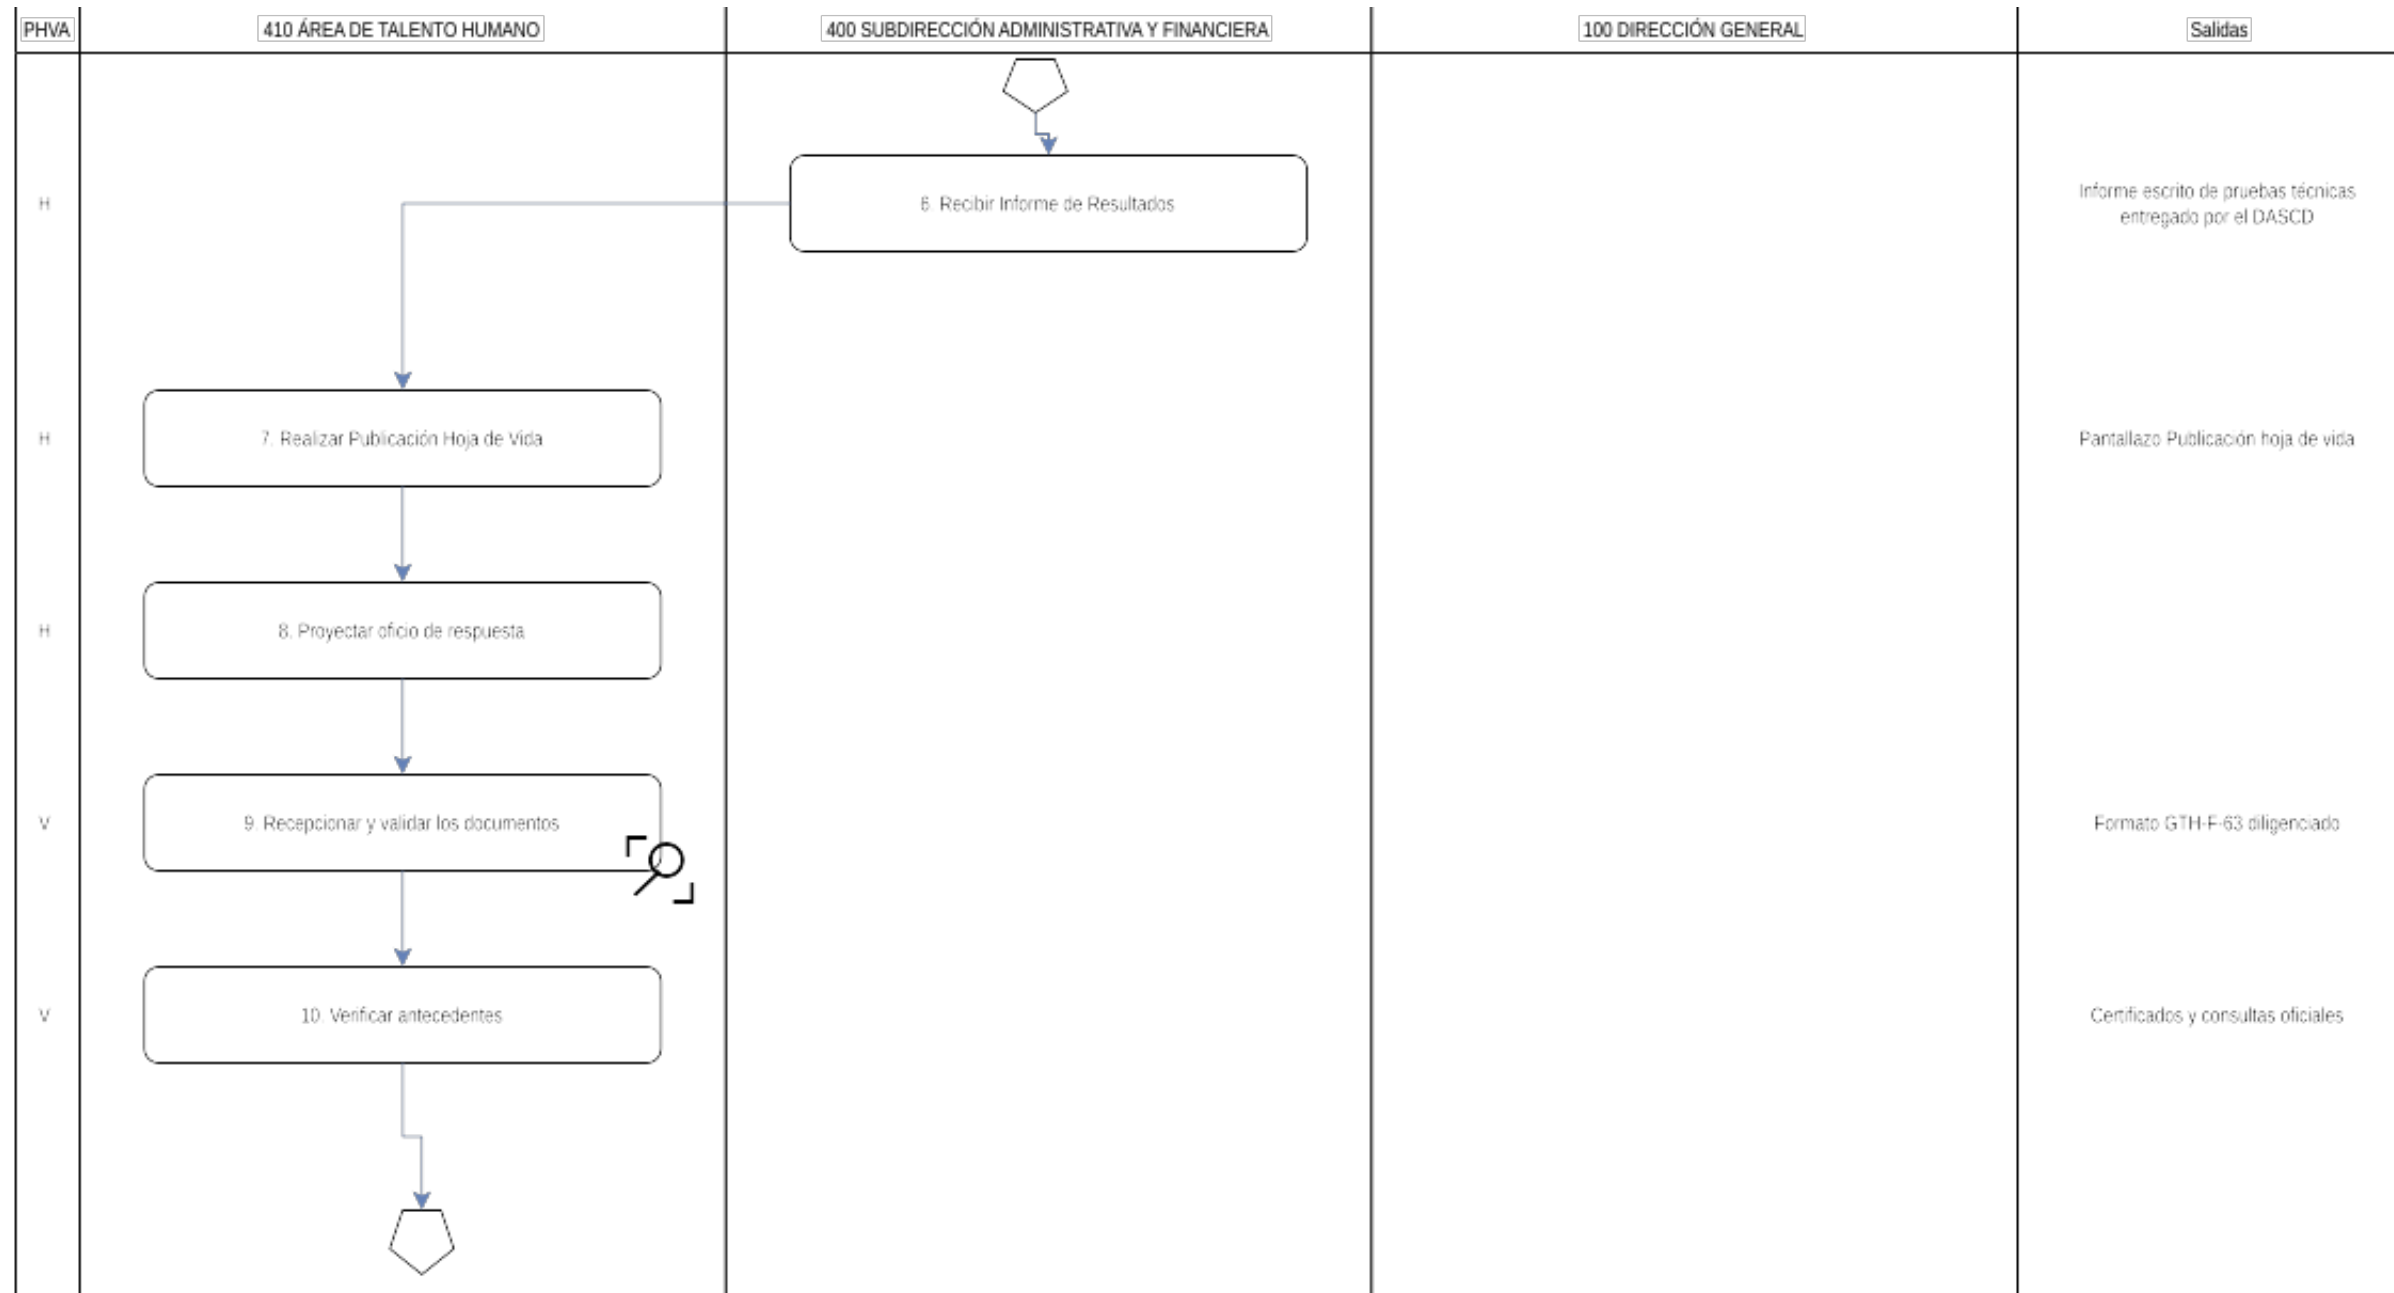 PHVA
410 ÁREA DE TALENTO HUMANO
400 SUBDIRECCIÓN ADMINISTRATIVA Y FINANCIERA
100 DIRECCIÓN GENERAL
Salidas
H
6. Recibir Informe de Resultados
Informe escrito de pruebas técnicas
entregado por el DASCD
H
7. Realizar Publicación Hoja de Vida
Pantallazo Publicación hoja de vida
H
8. Proyectar oficio de respuesta
V
9. Recepcionar y validar los documentos
Formato GTH-F-63 diligenciado
V
10. Verificar antecedentes
Certificados y consultas oficiales